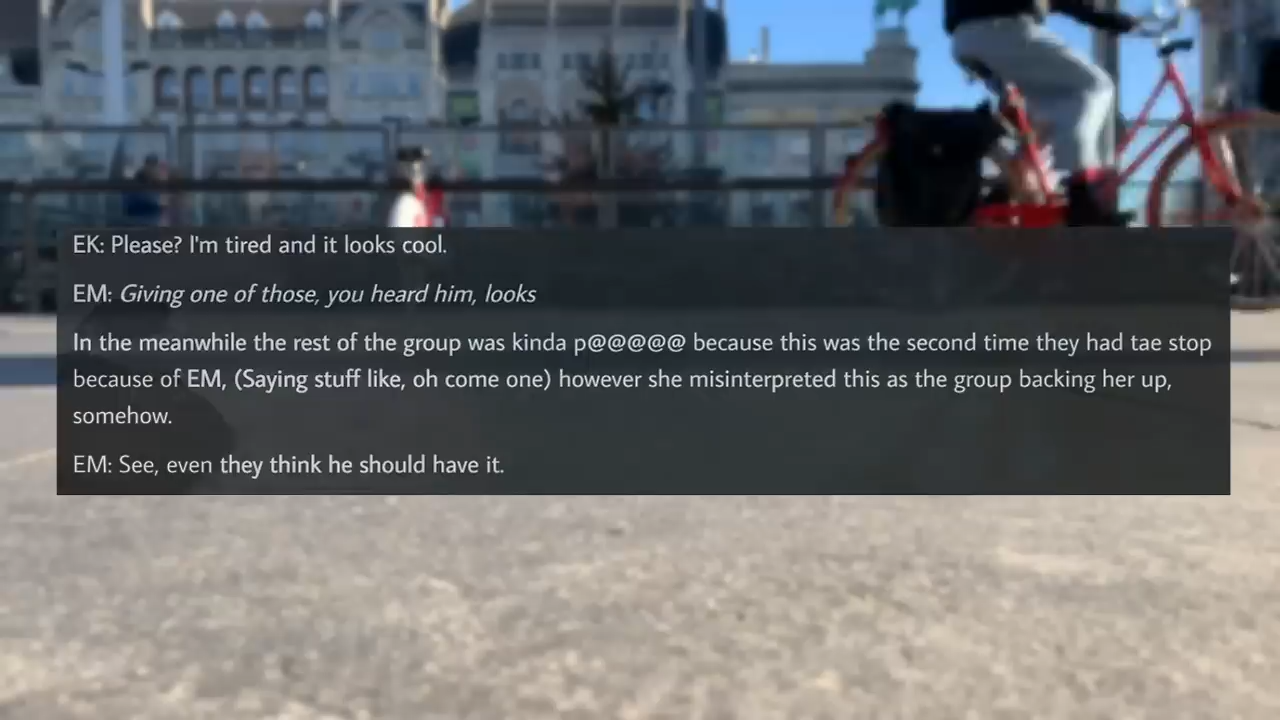 EK: Please? I'm tired and it looks cool.
EM: Giving one of those, you heard him, looks
In the meanwhile the rest of the group was kinda p@@@@@ because this was the second time they had tae stop
because of EM, (Saying stuff like, oh come one) however she misinterpreted this as the group backing her up,
somehow.
EM: See, even they think he should have it.